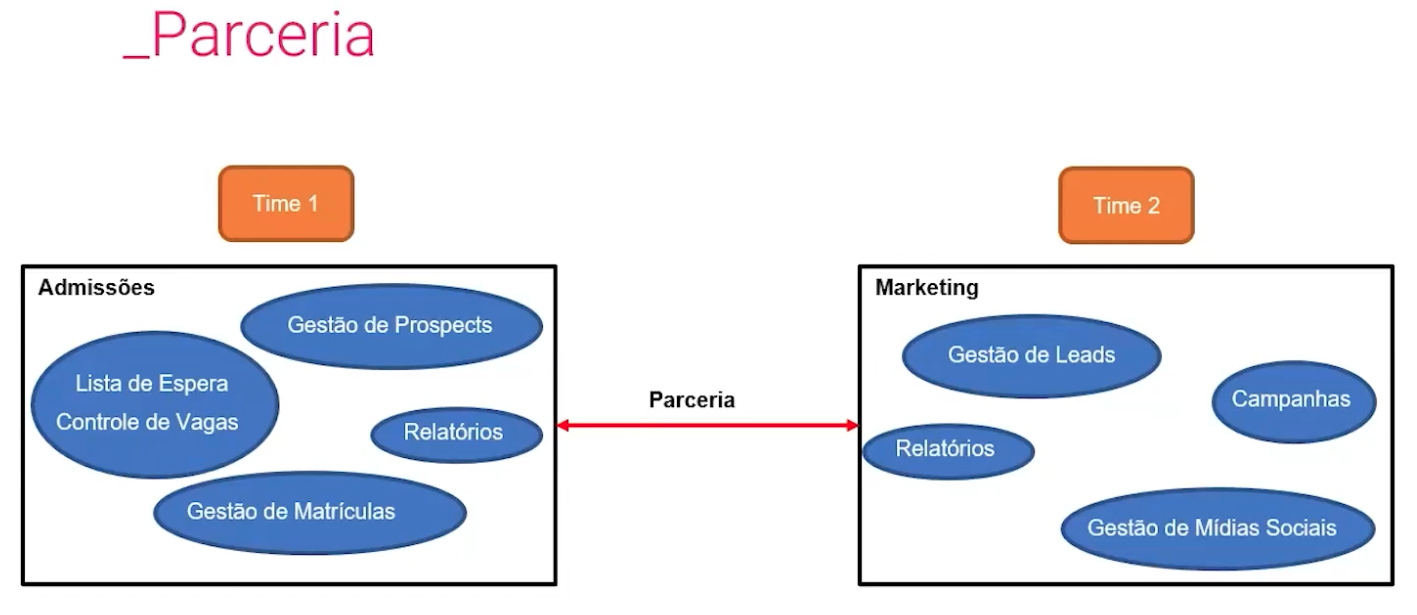 _Parceria
Time 1
Time 2
Admissões
Gestão de Prospects
Lista de Espera
Controle de Vagas
Relatórios
Gestão de Matrículas
Parceria
Marketing
Gestão de Leads
Campanhas
Relatórios
Gestão de Mídias Sociais